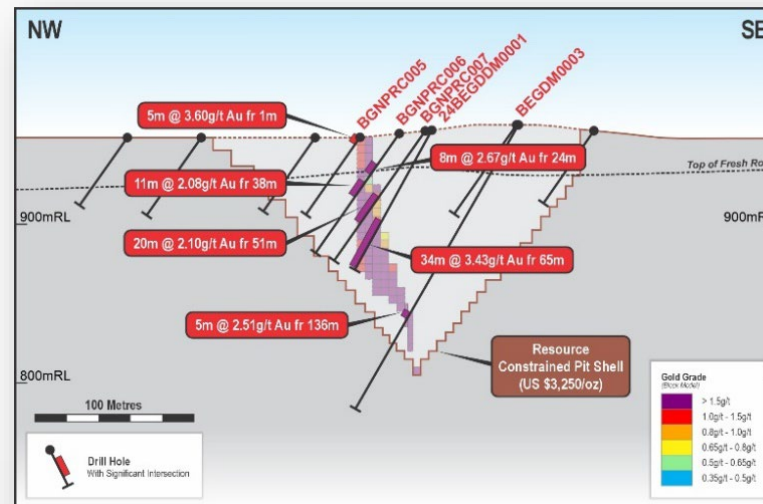 NW
SE
BGNPRC005
BGNPRC006
BGNPRC007
24BEGDDM0001
BEGDM0003
5m @ 3.60g/t Au fr 1m
8m @ 2.67g/t Au fr 24m
Top of Fresh Ro
11m @ 2.08g/t Au fr 38m
900mRL
900mR
20m @ 2.10g/t Au fr 51m
34m @ 3.43g/t Au fr 65m
5m @ 2.51g/t Au fr 136m
Resource
Constrained Pit Shell
(US $3,250/oz)
800mRL
100 Metres
Drill Hole
With Significant Intersection
Gold Grade
(Block Model)
> 1.5g/t
1.0g/t - 1.5g/t
0.8g/t - 1.0g/t
0.65g/t - 0.8g/t
0.5g/t - 0.65g/t
0.35g/t - 0.5g/t